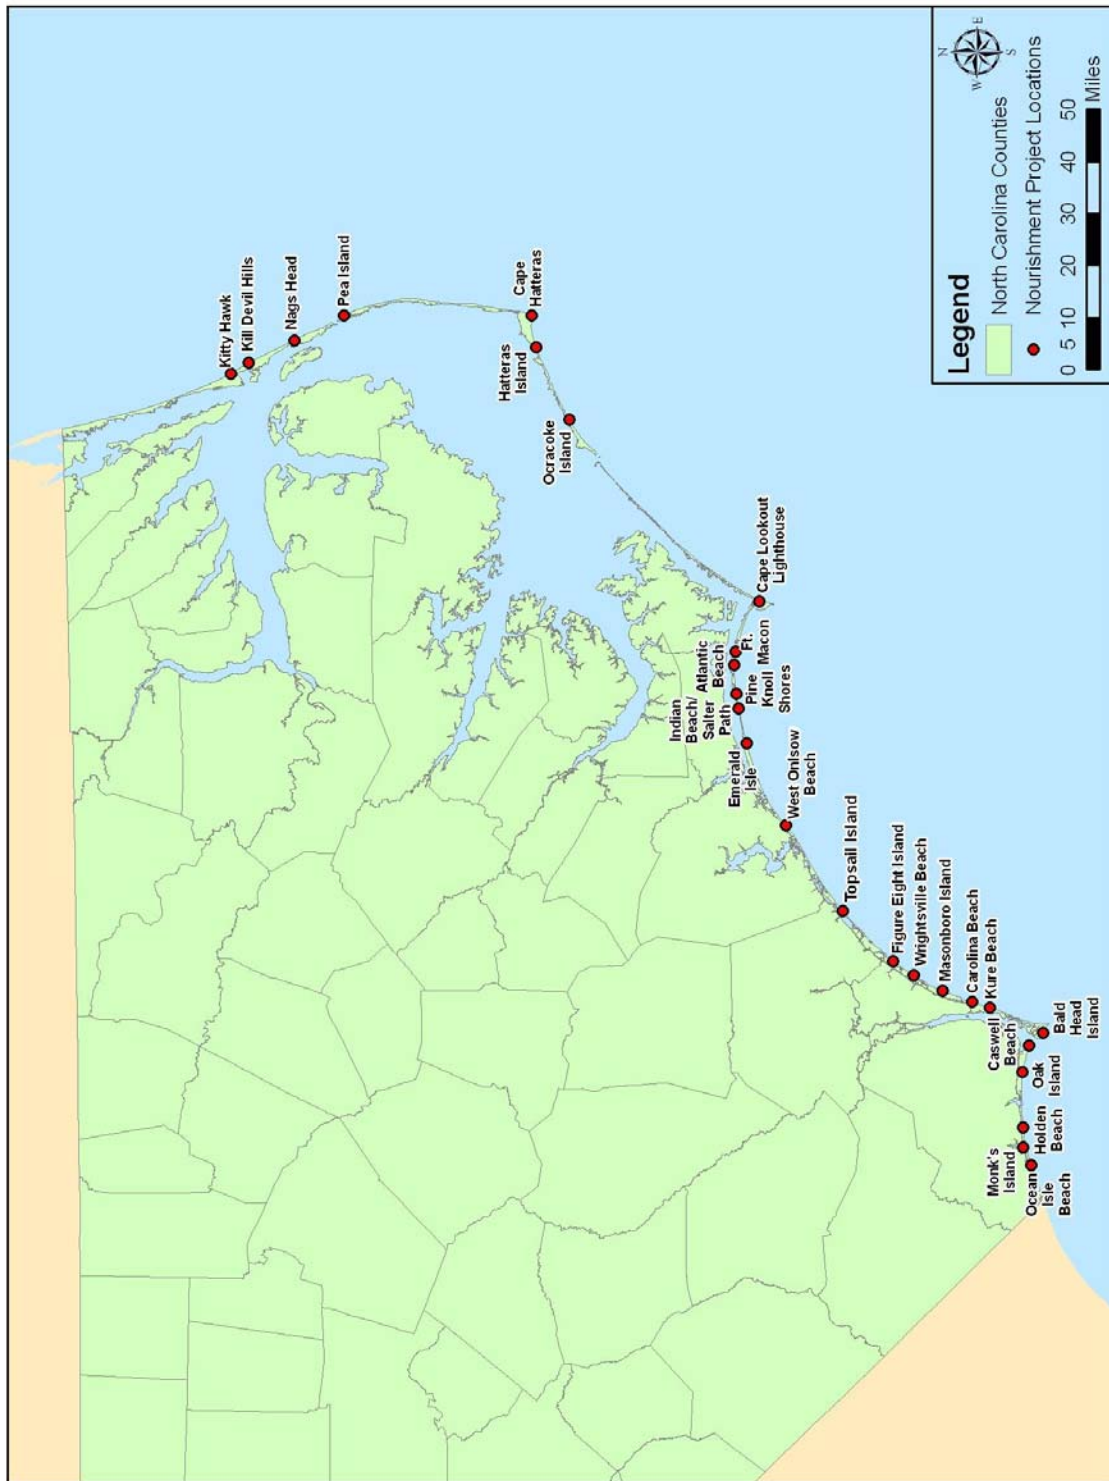 Kitty Hawk
Kill Devil Hills
Nags Head
Pea Island
Cape
Hatteras
Hatteras
Island
Ocracoke
Island
Cape Lookout
Lighthouse
Ft.
Macon
Atlantic
Beach
Pine
Knoll
Shores
Indian
Beach/
Salter
Path
Emerald
Isle
West Onlsow
Beach
Topsail Island
Figure Eight Island
Wrightsville Beach
Masonboro Island
Carolina Beach
Kure Beach
Caswell
Beach
Bald
Head
Island
Oak
Island
Holden
Beach
Monk's
Island
Ocean
Isle
Beach
Legend
N
E
S
W
North Carolina Counties
Nourishment Project Locations
0 5 10 20 30 40 50
Miles